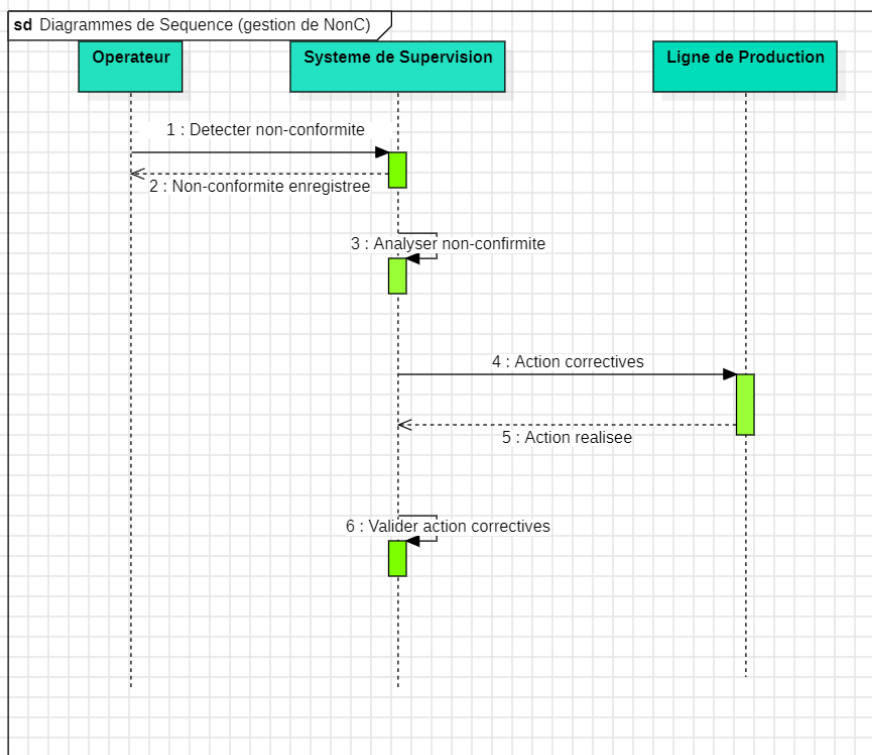 sd Diagrammes de Sequence (gestion de NonC)
Operateur
Systeme de Supervision
Ligne de Production
1 : Detecter non-conformite
2 : Non-conformite enregistree
3 : Analyser non-confirmite
4 : Action correctives
5 : Action realisee
6 : Valider action correctives